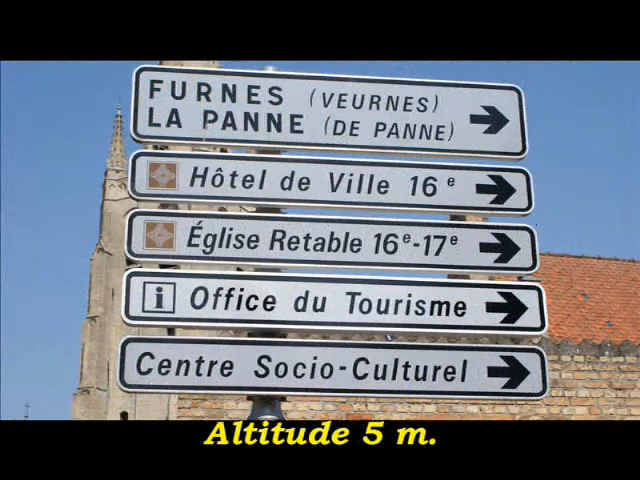 FURNES (VEURNES)
LA PANNE (DE PANNE)
Hôtel de Ville 16e
Église Retable 16e-17e
i Office du Tourisme
Centre Socio-Culturel
Altitude 5 m.